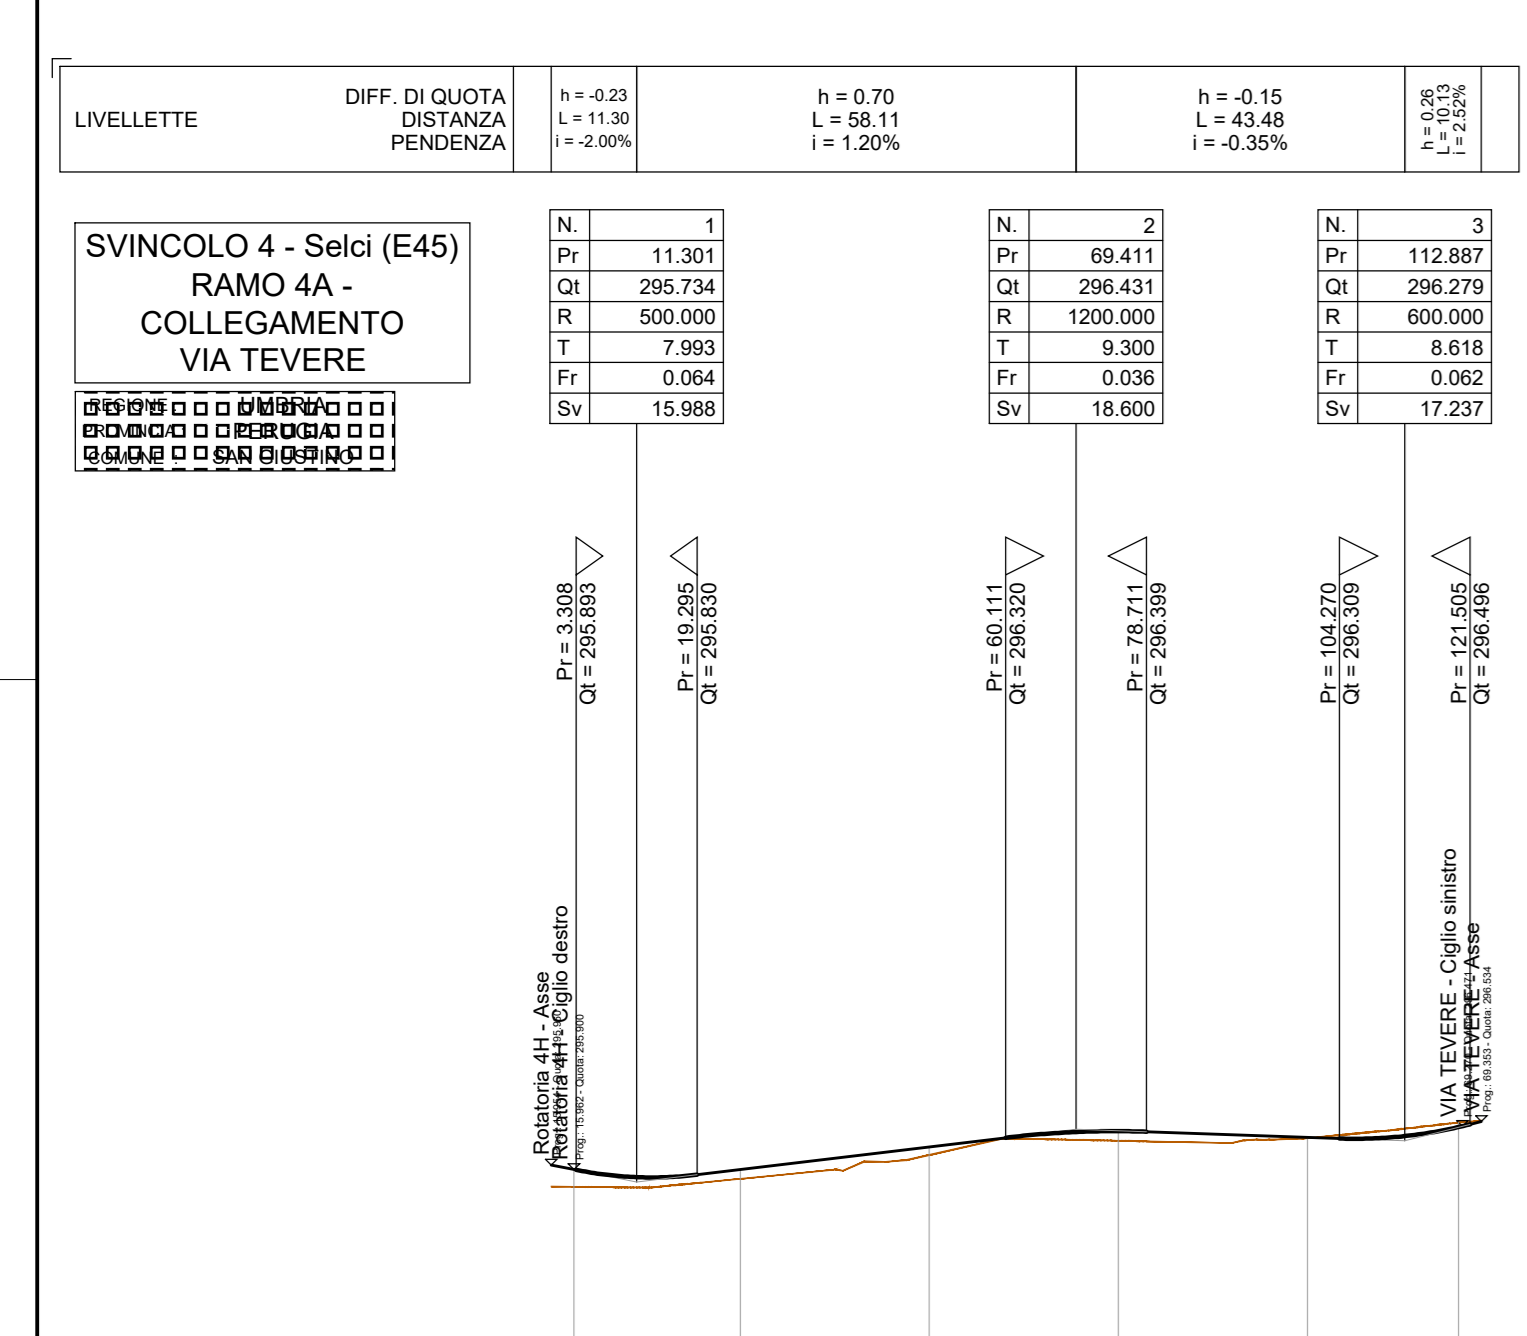 LIVELLETTE
DIFF. DI QUOTA
DISTANZA
PENDENZA
h = -0.23
L = 11.30
i = -2.00%
h = 0.70
L = 58.11
i = 1.20%
h = -0.15
L = 43.48
i = -0.35%
h = 0.26
L = 10.13
i = 2.52%
SVINCOLO 4 - Selci (E45)
RAMO 4A -
COLLEGAMENTO
VIA TEVERE
REGIONE : UMBRIA
PROVINCIA : PERUGIA
COMUNE : SAN GIUSTINO
N. 1
Pr 11.301
Qt 295.734
R 500.000
T 7.993
Fr 0.064
Sv 15.988
N. 2
Pr 69.411
Qt 296.431
R 1200.000
T 9.300
Fr 0.036
Sv 18.600
N. 3
Pr 112.887
Qt 296.279
R 600.000
T 8.618
Fr 0.062
Sv 17.237
Pr = 3.308
Qt = 295.893
Pr = 19.295
Qt = 295.830
Pr = 60.111
Qt = 296.320
Pr = 78.711
Qt = 296.399
Pr = 104.270
Qt = 296.309
Pr = 121.505
Qt = 296.496
Rotatoria 4H - Asse
Rotatoria 4H - Ciglio destro
Prog.: 15.962 - Quota: 295.900
VIA TEVERE - Ciglio sinistro
VIA TEVERE - Asse
Prog.: 69.353 - Quota: 296.534